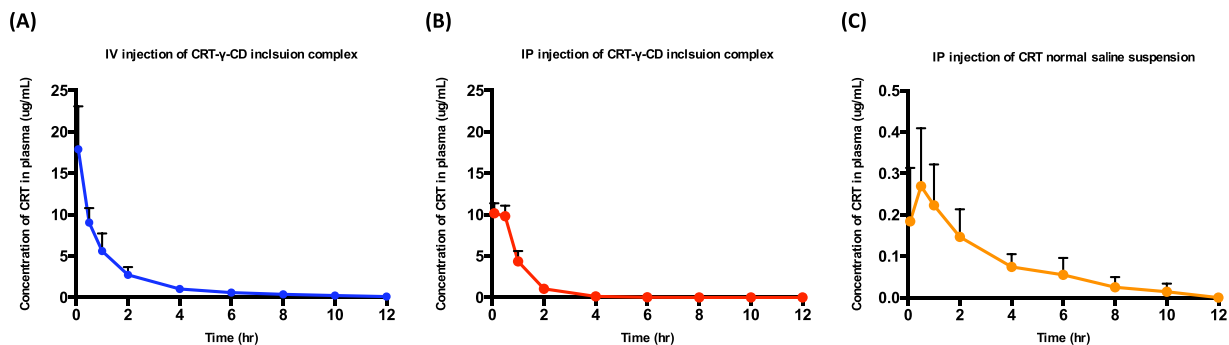 (A)
IV injection of CRT-γ-CD inclsuion complex
Concentration of CRT in plasma (ug/mL)
25
20
15
10
5
0
0 2 4 6 8 10 12
Time (hr)
(B)
IP injection of CRT-γ-CD inclsuion complex
Concentration of CRT in plasma (ug/mL)
25
20
15
10
5
0
0 2 4 6 8 10 12
Time (hr)
(C)
IP injection of CRT normal saline suspension
Concentration of CRT in plasma (ug/mL)
0.5
0.4
0.3
0.2
0.1
0.0
0 2 4 6 8 10 12
Time (hr)